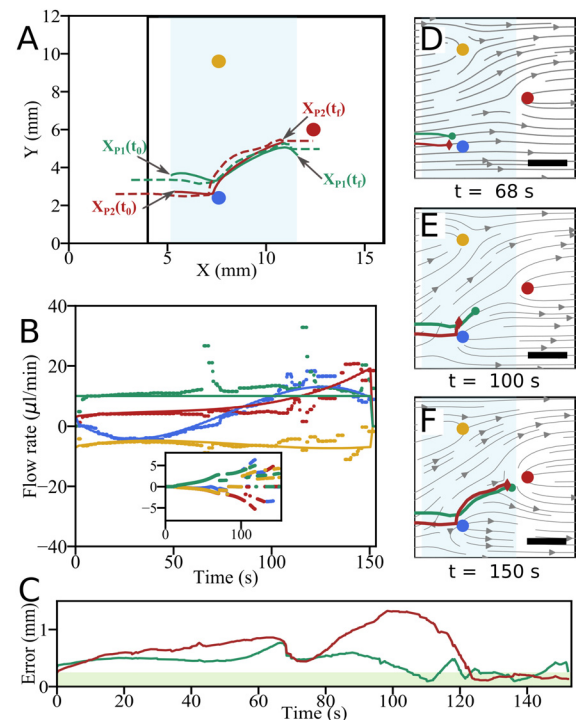 A
12
10
8
6
4
2
0
Y (mm)
0
5
10
15
X (mm)
X_P1(t_0)
X_P2(t_0)
X_P2(t_f)
X_P1(t_f)
B
40
20
0
−20
−40
Flow rate (μl/min)
5
0
−5
0
100
0
50
100
150
Time (s)
C
1
0
Error (mm)
0
20
40
60
80
100
120
140
Time (s)
D
t = 68 s
E
t = 100 s
F
t = 150 s